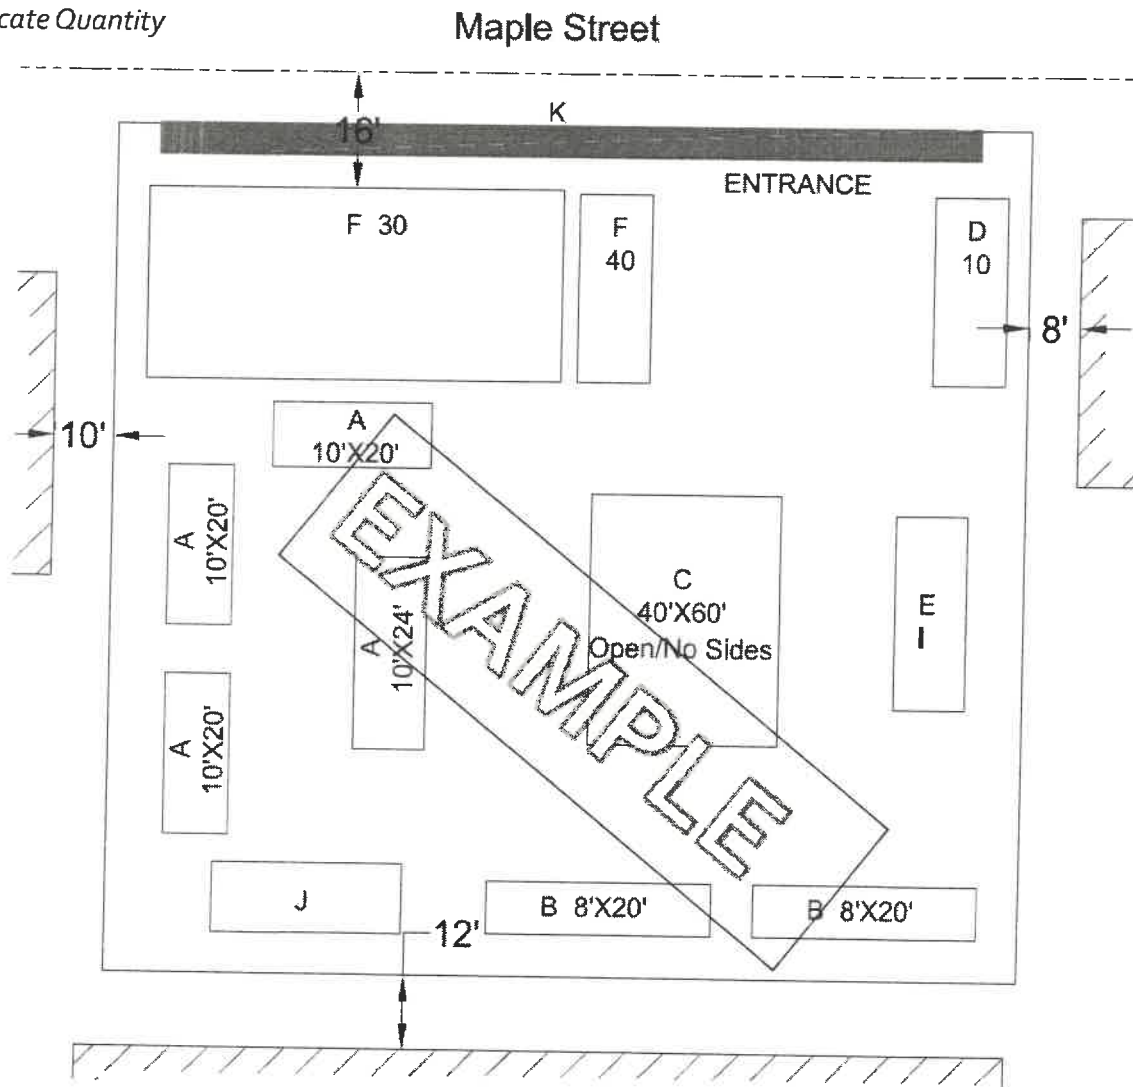 cate Quantity
Maple Street
K
16'
ENTRANCE
F 30
F
40
D
10
8'
10'
A
10'X20'
A
10'X20'
EXAMPLE
A
10'X24'
C
40'X60'
Open/No Sides
E
I
A
10'X20'
J
B 8'X20'
B 8'X20'
12'